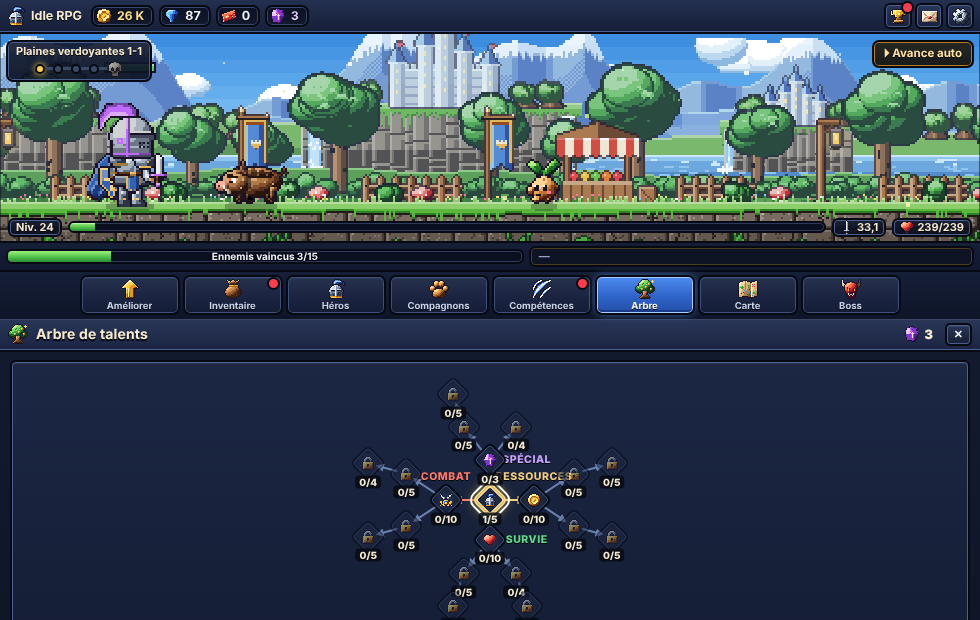 Idle RPG 26 K 87 0 3
Plaines verdoyantes 1-1
Avance auto
Niv. 24 33,1 239/239
Ennemis vaincus 3/15 —
Améliorer Inventaire Héros Compagnons Compétences Arbre Carte Boss
Arbre de talents 3 ×
0/5
0/5 0/4
SPÉCIAL
COMBAT 0/3 ESSOURCES
0/4 0/5 0/5 0/5
0/10 1/5 0/10
SURVIE
0/5 0/5 0/5 0/5
0/10
0/5 0/4